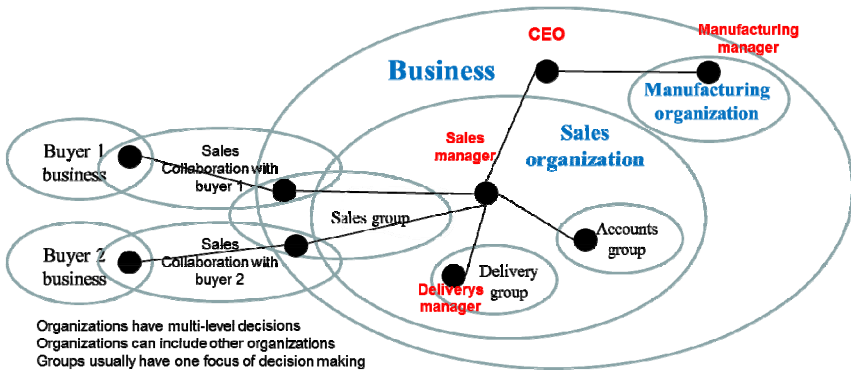 CEO
Manufacturing
manager
Business
Manufacturing
organization
Sales
manager
Sales
organization
Buyer 1
business
Sales
Collaboration with
buyer 1
Sales group
Accounts
group
Buyer 2
business
Sales
Collaboration with
buyer 2
Delivery
group
Deliverys
manager
Organizations have multi-level decisions
Organizations can include other organizations
Groups usually have one focus of decision making